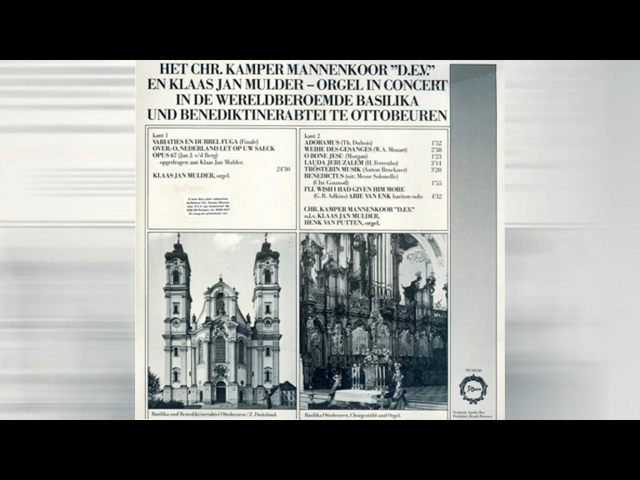 HET CHR. KAMPER MANNENKOOR "D.E.V."
EN KLAAS JAN MULDER – ORGEL IN CONCERT
IN DE WERELDBEROEMDE BASILIKA
UND BENEDIKTINERABTEI TE OTTOBEUREN
kant 1
VARIATIES EN DUBBEL FUGA (Finale)
OVER: O, NEDERLAND LET OP UW SAECK
OPUS 67 (Jan J. v/d Berg)
opgedragen aan Klaas Jan Mulder.
24'30
KLAAS JAN MULDER, orgel.
kant 2
ADORAMUS (Th. Dubois) 1'52
WEIHE DES GESANGES (W.A. Mozart) 2'38
O BONE JESU (Morgan) 1'23
LAUDA JERUZALEM (H. Ferrenho) 3'14
TRÖSTERIN MUSIK (Anton Bruckner) 3'20
BENEDICTUS (uit: Messe Solonelle)
(Chr. Gounod) 1'55
I'LL WISH I HAD GIVEN HIM MORE
(G.R. Adkins) ARIE VAN ENK bariton-solo 4'32
CHR. KAMPER MANNENKOOR "D.E.V."
o.l.v. KLAAS JAN MULDER,
HENK VAN PUTTEN, orgel.
Basilika und Benediktinerabtei Ottobeuren / Z. Duitsland.
Basilika Ottobeuren, Chorgestühl und Orgel.